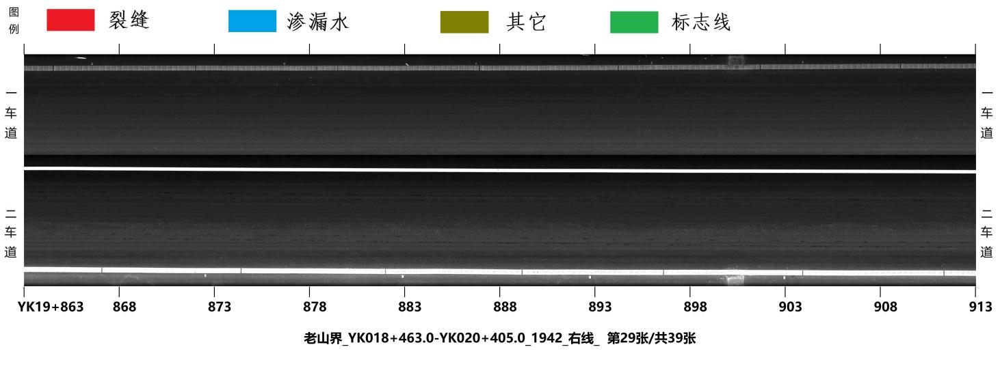 图例
裂缝 渗漏水 其它 标志线
一车道 一车道
二车道 二车道
YK19+863 868 873 878 883 888 893 898 903 908 913
老山界_YK018+463.0-YK020+405.0_1942_右线_ 第29张/共39张